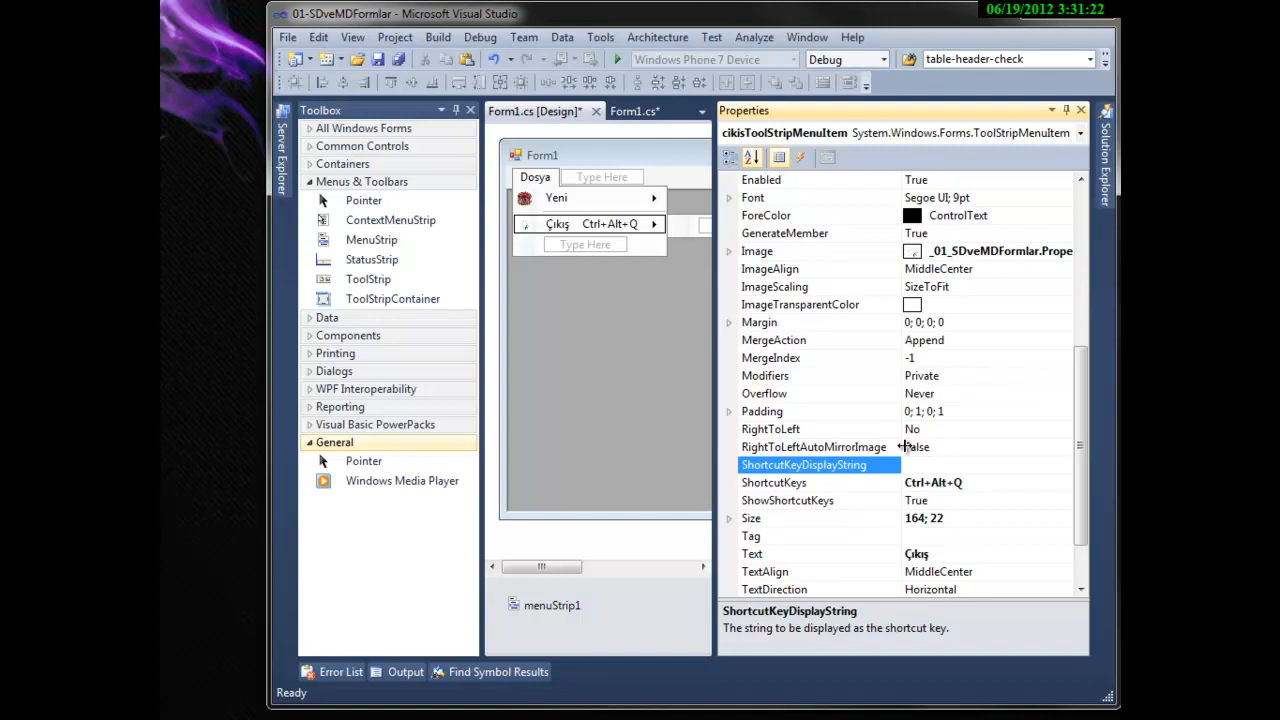 06/19/2012 3:31:22
01-SDveMDFormlar - Microsoft Visual Studio
File Edit View Project Build Debug Team Data Tools Architecture Test Analyze Window Help
Windows Phone 7 Device Debug table-header-check
Server Explorer
Toolbox
All Windows Forms
Common Controls
Containers
Menus & Toolbars
Pointer
ContextMenuStrip
MenuStrip
StatusStrip
ToolStrip
ToolStripContainer
Data
Components
Printing
Dialogs
WPF Interoperability
Reporting
Visual Basic PowerPacks
General
Pointer
Windows Media Player
Form1.cs [Design]* Form1.cs*
Form1
Dosya Type Here
Yeni
Çıkış Ctrl+Alt+Q
Type Here
menuStrip1
Properties
cikisToolStripMenuItem System.Windows.Forms.ToolStripMenuItem
Enabled True
Font Segoe UI; 9pt
ForeColor ControlText
GenerateMember True
Image _01_SDveMDFormlar.Prope
ImageAlign MiddleCenter
ImageScaling SizeToFit
ImageTransparentColor
Margin 0; 0; 0; 0
MergeAction Append
MergeIndex -1
Modifiers Private
Overflow Never
Padding 0; 1; 0; 1
RightToLeft No
RightToLeftAutoMirrorImage False
ShortcutKeyDisplayString
ShortcutKeys Ctrl+Alt+Q
ShowShortcutKeys True
Size 164; 22
Tag
Text Çıkış
TextAlign MiddleCenter
TextDirection Horizontal
ShortcutKeyDisplayString
The string to be displayed as the shortcut key.
Solution Explorer
Error List Output Find Symbol Results
Ready